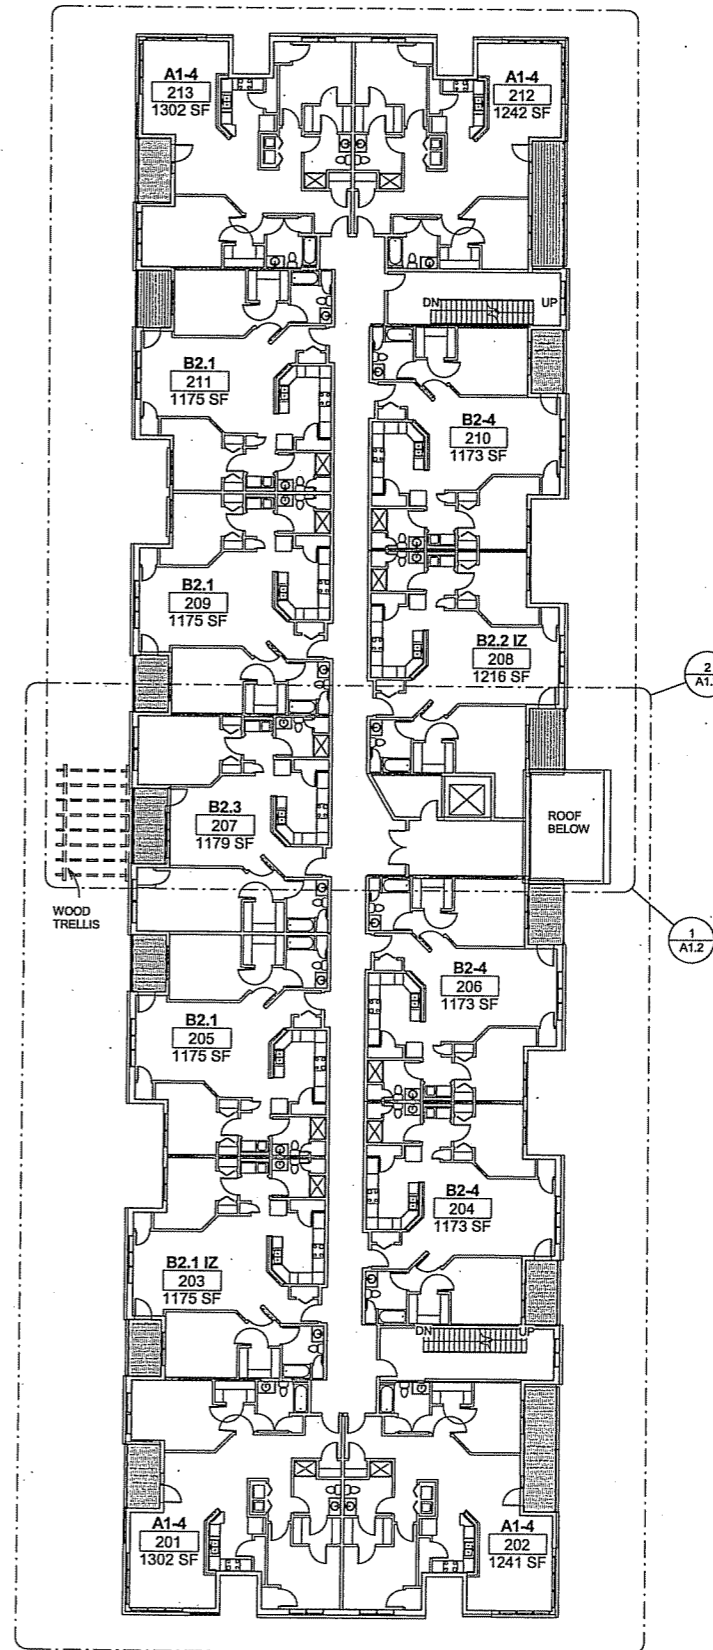 A1-4
213
1302 SF
A1-4
212
1242 SF
DN
UP
B2.1
211
1175 SF
B2-4
210
1173 SF
B2.1
209
1175 SF
B2.2 IZ
208
1216 SF
2
A1.
B2.3
207
1179 SF
ROOF
BELOW
WOOD
TRELLIS
1
A1.2
B2-4
206
1173 SF
B2.1
205
1175 SF
B2-4
204
1173 SF
B2.1 IZ
203
1175 SF
DN
UP
A1-4
201
1302 SF
A1-4
202
1241 SF